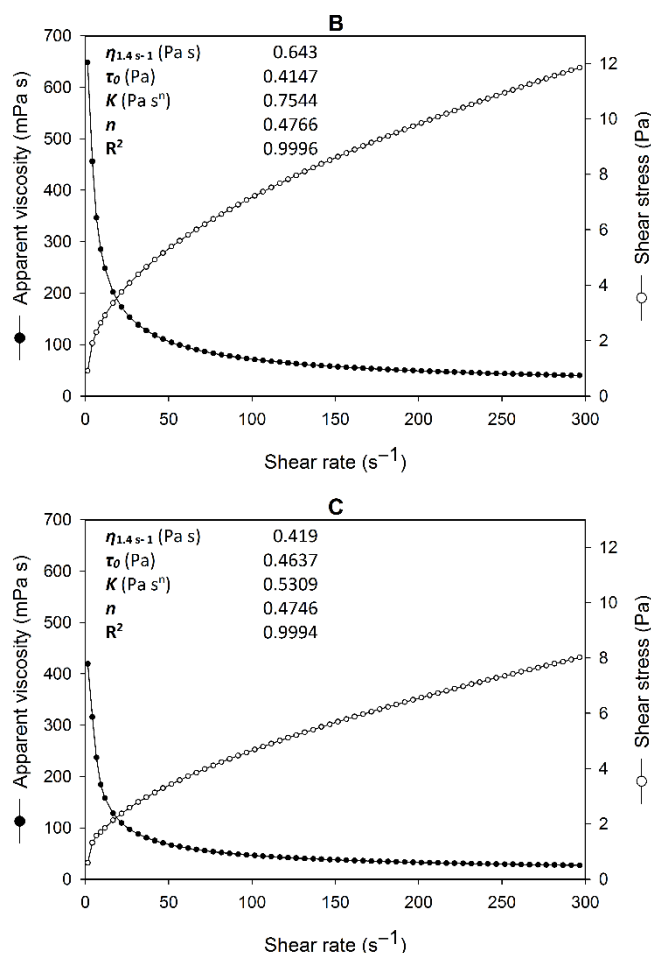 B
η1.4 s-1 (Pa s) 0.643
τ0 (Pa) 0.4147
K (Pa sⁿ) 0.7544
n 0.4766
R² 0.9996
700
600
500
400
300
200
100
0
Apparent viscosity (mPa s)
12
10
8
6
4
2
0
Shear stress (Pa)
0 50 100 150 200 250 300
Shear rate (s⁻¹)
C
η1.4 s-1 (Pa s) 0.419
τ0 (Pa) 0.4637
K (Pa sⁿ) 0.5309
n 0.4746
R² 0.9994
700
600
500
400
300
200
100
0
Apparent viscosity (mPa s)
12
10
8
6
4
2
0
Shear stress (Pa)
0 50 100 150 200 250 300
Shear rate (s⁻¹)